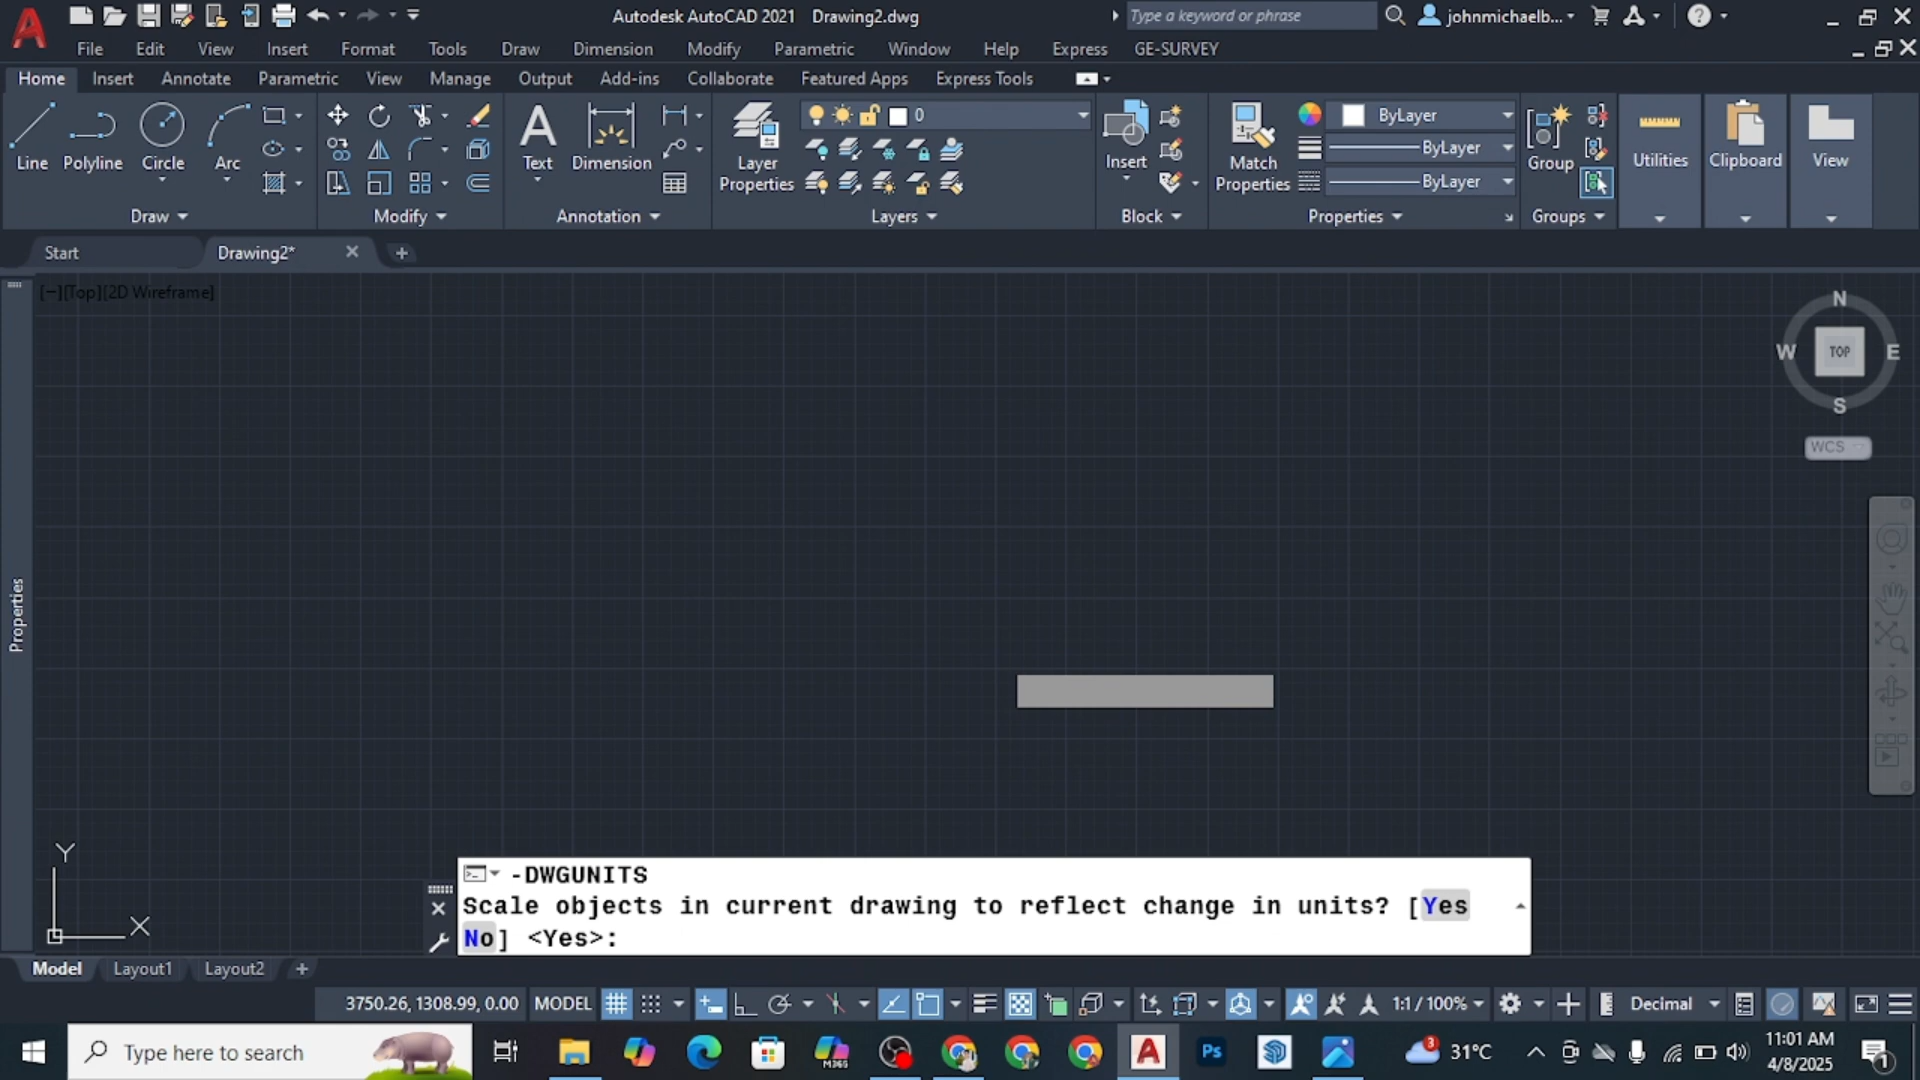 Autodesk AutoCAD 2021 Drawing2.dwg
Type a keyword or phrase
johnmichaelb...
File Edit View Insert Format Tools Draw Dimension Modify Parametric Window Help Express GE-SURVEY
Home Insert Annotate Parametric View Manage Output Add-ins Collaborate Featured Apps Express Tools
0
ByLayer
ByLayer
ByLayer
Line Polyline Circle Arc
Text Dimension
Layer Properties
Insert
Match Properties
Group
Utilities Clipboard View
Draw Modify Annotation Layers Block Properties Groups
Start Drawing2*
[−][Top][2D Wireframe]
N
W TOP E
S
WCS
Properties
Y
X
-DWGUNITS
Scale objects in current drawing to reflect change in units? [Yes
No] <Yes>:
Model Layout1 Layout2
3750.26, 1308.99, 0.00 MODEL 1:1 / 100% Decimal
Type here to search
M365
Ps
3
31°C
11:01 AM
4/8/2025
1